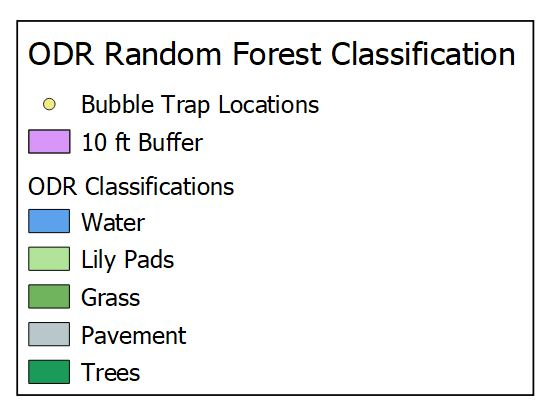 ODR Random Forest Classification
Bubble Trap Locations
10 ft Buffer
ODR Classifications
Water
Lily Pads
Grass
Pavement
Trees